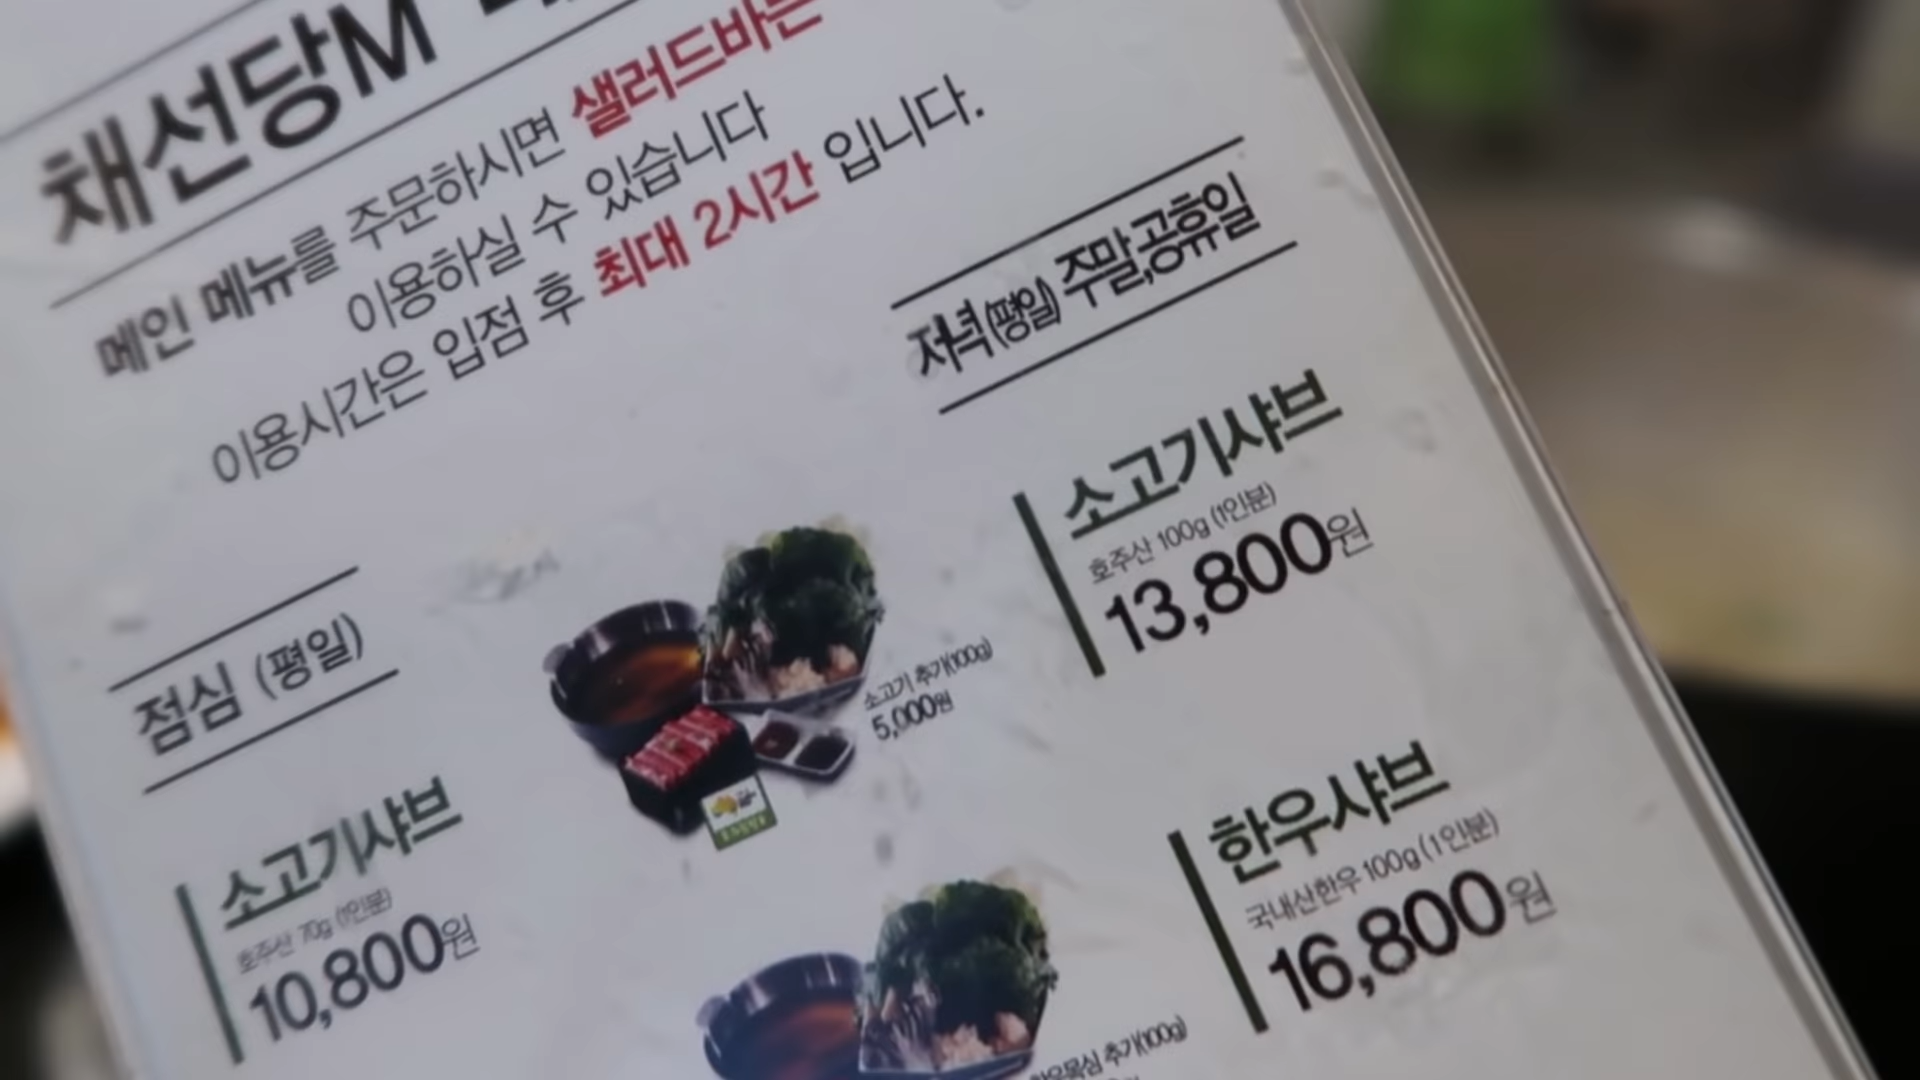 채선당M
메인 메뉴를 주문하시면 샐러드바는
이용하실 수 있습니다
이용시간은 입점 후 최대 2시간 입니다.
저녁(평일) 주말,공휴일
소고기샤브
호주산 100g (1인분)
13,800원
소고기 추가(100g)
5,000원
점심 (평일)
소고기샤브
호주산 70g (1인분)
10,800원
한우샤브
국내산한우 100g (1인분)
16,800원
추가(100g)